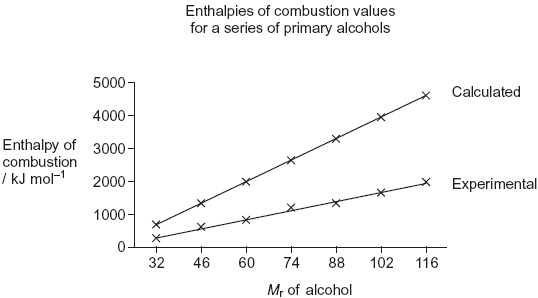 Enthalpies of combustion values
for a series of primary alcohols
5000
4000
3000
2000
1000
0
Enthalpy of
combustion
/ kJ mol⁻¹
Calculated
Experimental
32 46 60 74 88 102 116
Mr of alcohol